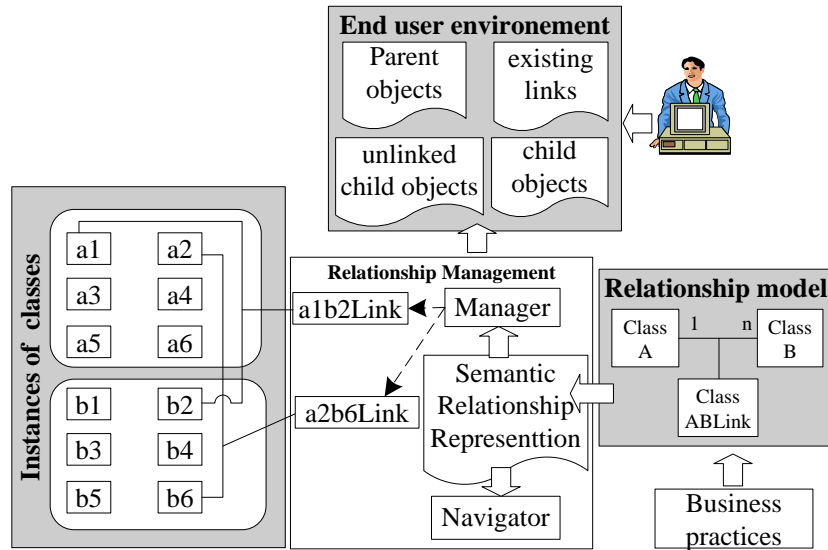 End user environement
Parent
objects
existing
links
unlinked
child objects
child
objects
Instances of classes
a1
a2
a3
a4
a5
a6
b1
b2
b3
b4
b5
b6
Relationship Management
a1b2Link
Manager
a2b6Link
Semantic
Relationship
Representtion
Navigator
Relationship model
Class
A
1
n
Class
B
Class
ABLink
Business
practices